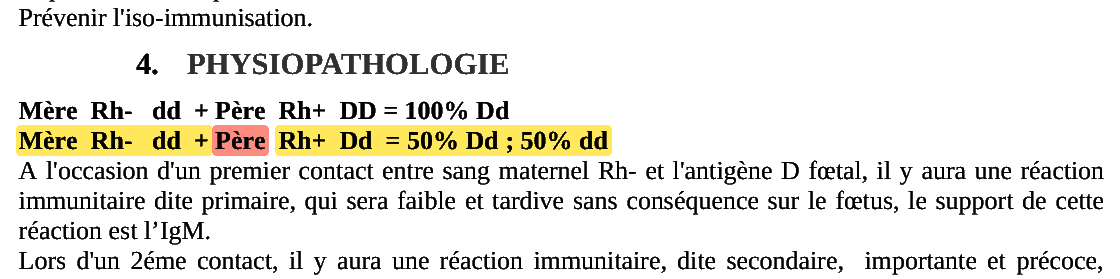 Prévenir l'iso-immunisation.
4. PHYSIOPATHOLOGIE
Mère Rh- dd + Père Rh+ DD = 100% Dd
Mère Rh- dd + Père Rh+ Dd = 50% Dd ; 50% dd
A l'occasion d'un premier contact entre sang maternel Rh- et l'antigène D fœtal, il y aura une réaction
immunitaire dite primaire, qui sera faible et tardive sans conséquence sur le fœtus, le support de cette
réaction est l’IgM.
Lors d'un 2éme contact, il y aura une réaction immunitaire, dite secondaire, importante et précoce,